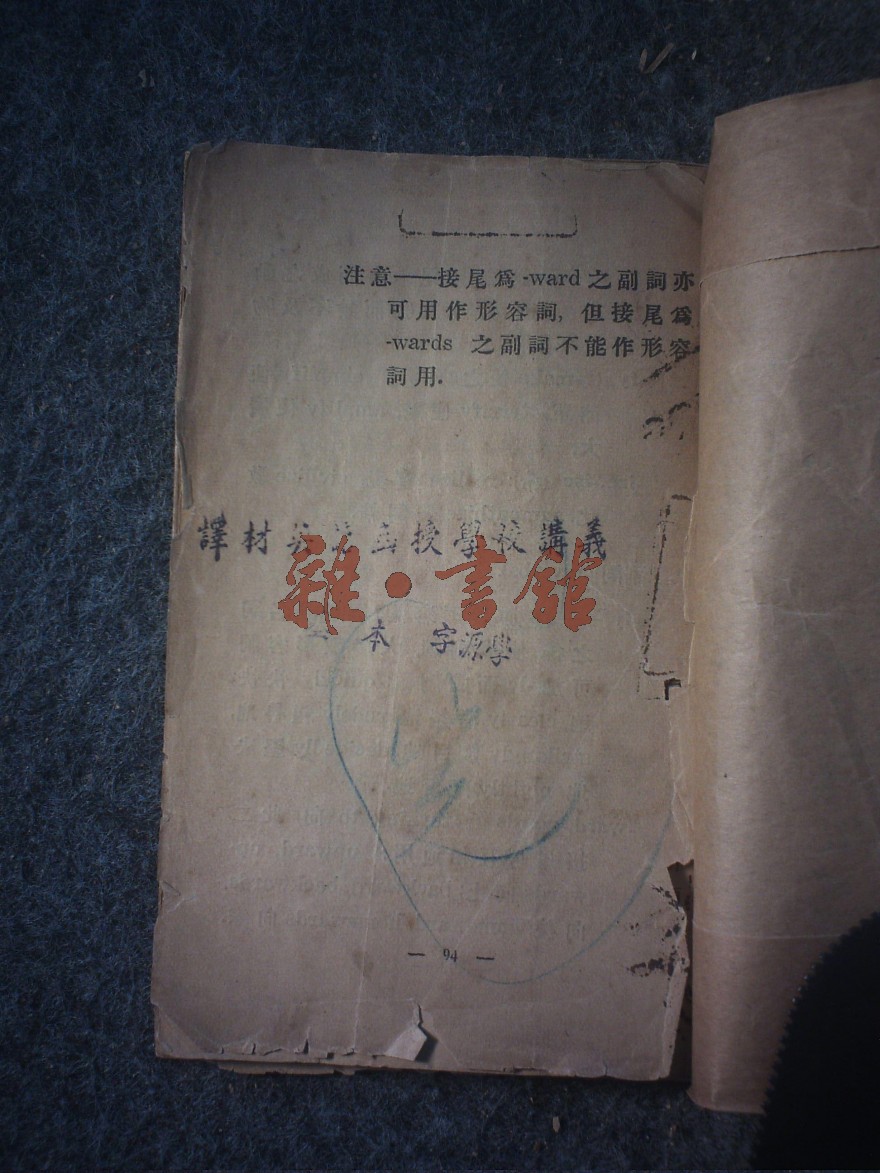 注意——接尾爲-ward之副詞亦
可用作形容詞, 但接尾爲
-wards 之副詞不能作形容
詞用.
譯材 函授學校講義
雜·書館
本 字源學
— 94 —